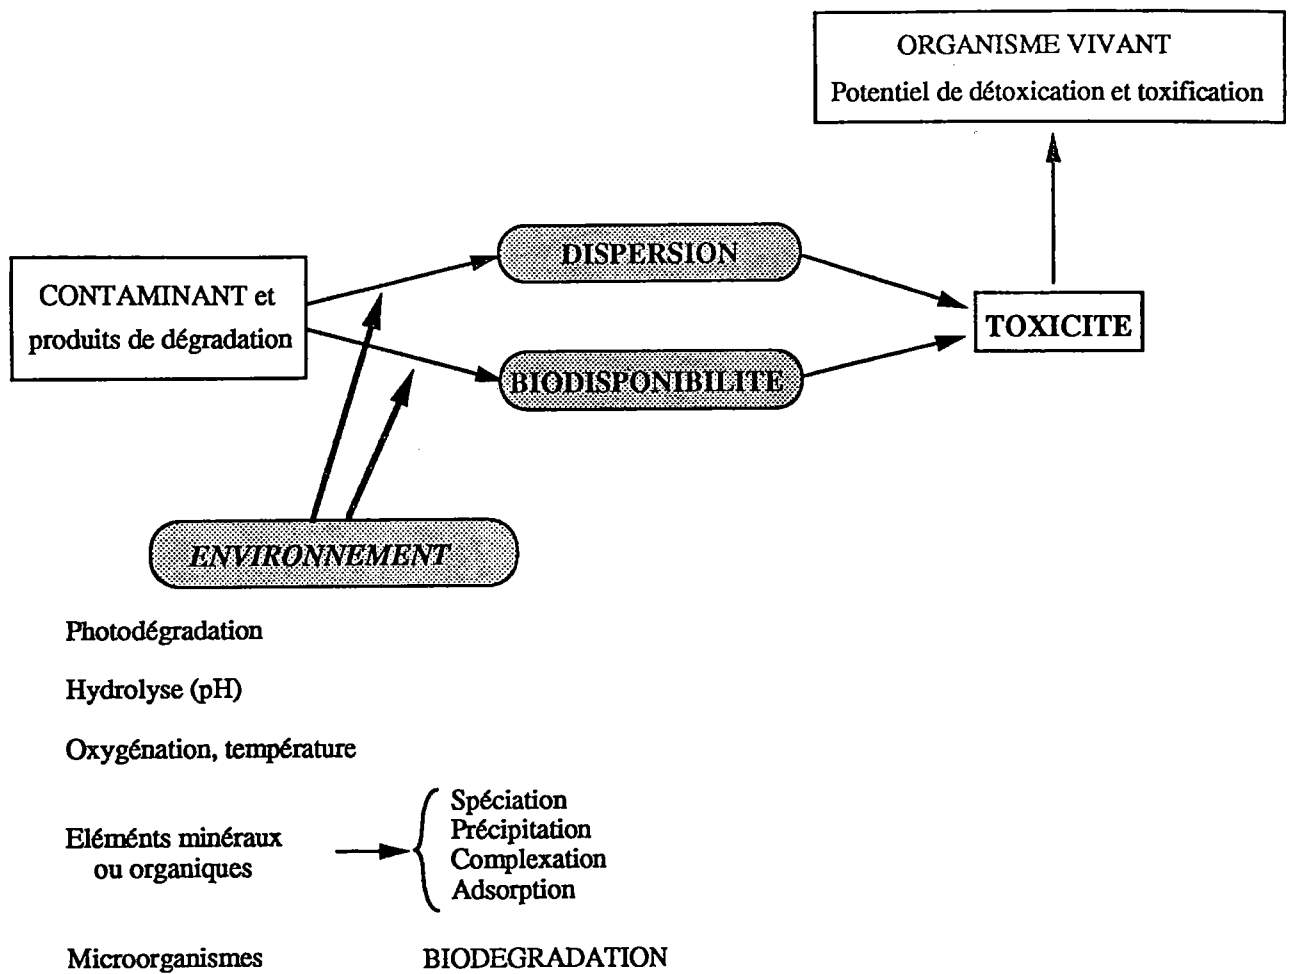 ORGANISME VIVANT
Potentiel de détoxication et toxification
DISPERSION
CONTAMINANT et
produits de dégradation
TOXICITE
BIODISPONIBILITE
ENVIRONNEMENT
Photodégradation
Hydrolyse (pH)
Oxygénation, température
Eléménts minéraux
ou organiques
Spéciation
Précipitation
Complexation
Adsorption
Microorganismes
BIODEGRADATION